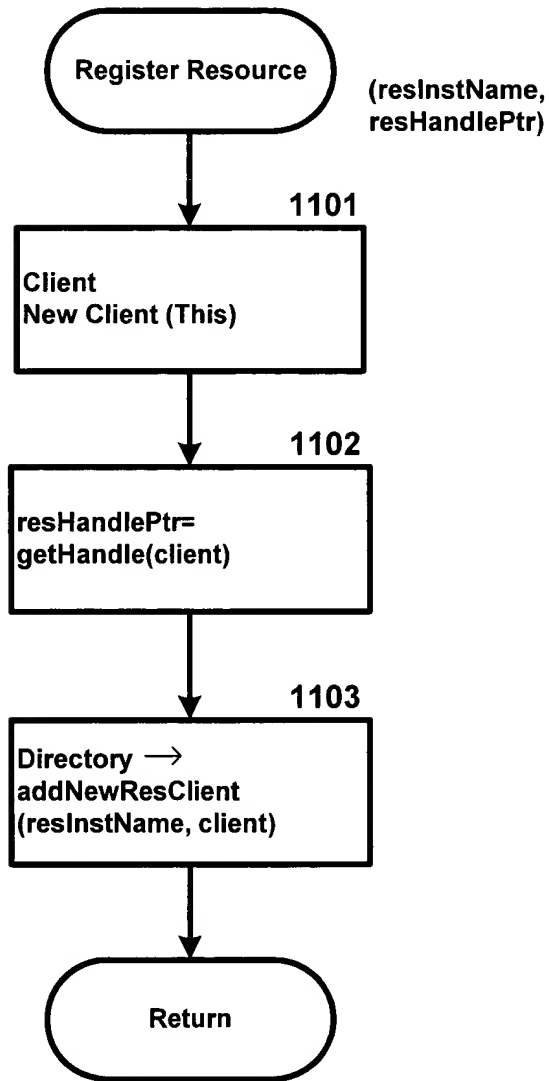 Register Resource
(resInstName,
resHandlePtr)
1101
Client
New Client (This)
1102
resHandlePtr=
getHandle(client)
1103
Directory →
addNewResClient
(resInstName, client)
Return